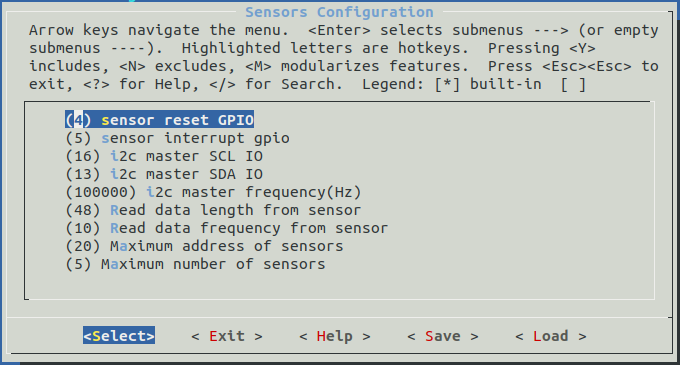 Sensors Configuration
Arrow keys navigate the menu.  <Enter> selects submenus ---> (or empty
submenus ----).  Highlighted letters are hotkeys.  Pressing <Y>
includes, <N> excludes, <M> modularizes features.  Press <Esc><Esc> to
exit, <?> for Help, </> for Search.  Legend: [*] built-in  [ ]
(4) sensor reset GPIO
(5) sensor interrupt gpio
(16) i2c master SCL IO
(13) i2c master SDA IO
(100000) i2c master frequency(Hz)
(48) Read data length from sensor
(10) Read data frequency from sensor
(20) Maximum address of sensors
(5) Maximum number of sensors
<Select>    < Exit >    < Help >    < Save >    < Load >